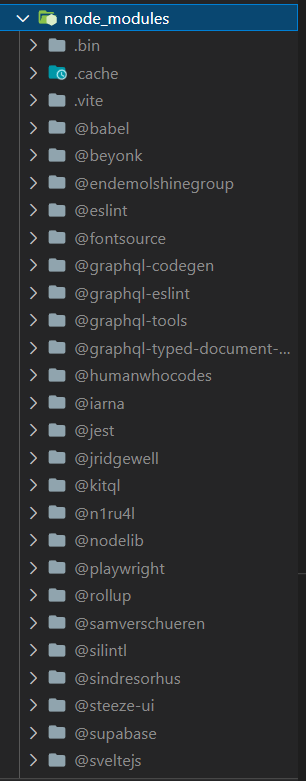 node_modules
.bin
.cache
.vite
@babel
@beyonk
@endemolshinegroup
@eslint
@fontsource
@graphql-codegen
@graphql-eslint
@graphql-tools
@graphql-typed-document-...
@humanwhocodes
@iarna
@jest
@jridgewell
@kitql
@n1ru4l
@nodelib
@playwright
@rollup
@samverschueren
@silintl
@sindresorhus
@steeze-ui
@supabase
@sveltejs